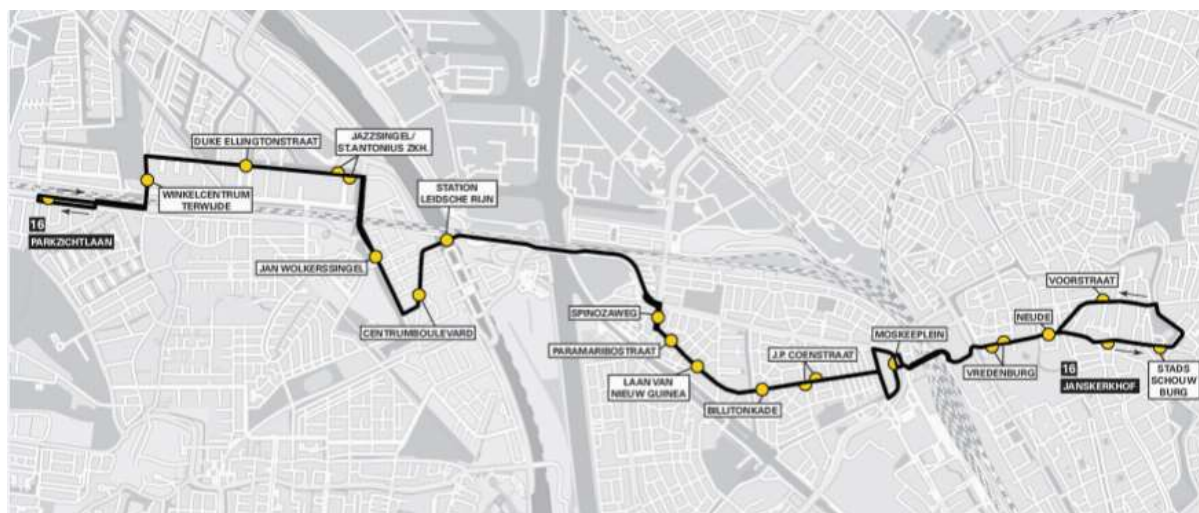 DUKE ELLINGTONSTRAAT
JAZZSINGEL/
ST.ANTONIUS ZKH.
WINKELCENTRUM
TERWIJDE
STATION
LEIDSCHE RIJN
16
PARKZICHTLAAN
JAN WOLKERSSINGEL
CENTRUMBOULEVARD
SPINOZAWEG
PARAMARIBOSTRAAT
LAAN VAN
NIEUW GUINEA
J.P. COENSTRAAT
BILLITONKADE
MOSKEEPLEIN
VREDENBURG
NEUDE
VOORSTRAAT
16
JANSKERKHOF
STADS
SCHOUW
BURG